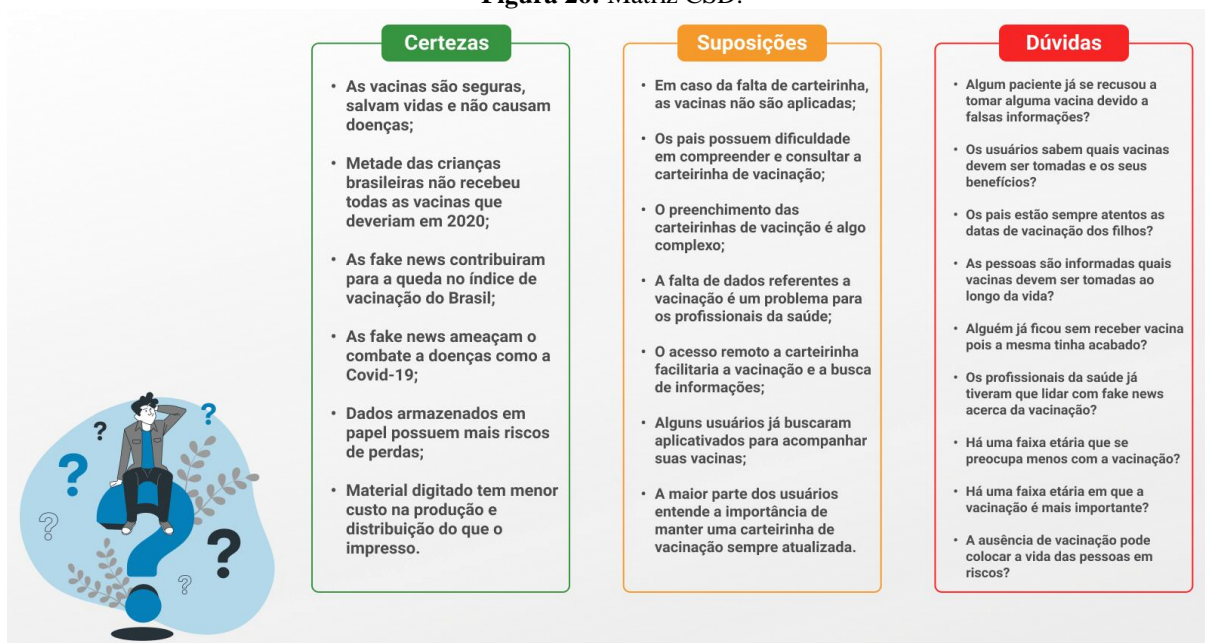 Figura 20: Matriz CSD.
Certezas
• As vacinas são seguras,
salvam vidas e não causam
doenças;
• Metade das crianças
brasileiras não recebeu
todas as vacinas que
deveriam em 2020;
• As fake news contribuiram
para a queda no índice de
vacinação do Brasil;
• As fake news ameaçam o
combate a doenças como a
Covid-19;
• Dados armazenados em
papel possuem mais riscos
de perdas;
• Material digitado tem menor
custo na produção e
distribuição do que o
impresso.
Suposições
• Em caso da falta de carteirinha,
as vacinas não são aplicadas;
• Os pais possuem dificuldade
em compreender e consultar a
carteirinha de vacinação;
• O preenchimento das
carteirinhas de vacinção é algo
complexo;
• A falta de dados referentes a
vacinação é um problema para
os profissionais da saúde;
• O acesso remoto a carteirinha
facilitaria a vacinação e a busca
de informações;
• Alguns usuários já buscaram
aplicativados para acompanhar
suas vacinas;
• A maior parte dos usuários
entende a importância de
manter uma carteirinha de
vacinação sempre atualizada.
Dúvidas
• Algum paciente já se recusou a
tomar alguma vacina devido a
falsas informações?
• Os usuários sabem quais vacinas
devem ser tomadas e os seus
benefícios?
• Os pais estão sempre atentos as
datas de vacinação dos filhos?
• As pessoas são informadas quais
vacinas devem ser tomadas ao
longo da vida?
• Alguém já ficou sem receber vacina
pois a mesma tinha acabado?
• Os profissionais da saúde já
tiveram que lidar com fake news
acerca da vacinação?
• Há uma faixa etária que se
preocupa menos com a vacinação?
• Há uma faixa etária em que a
vacinação é mais importante?
• A ausência de vacinação pode
colocar a vida das pessoas em
riscos?